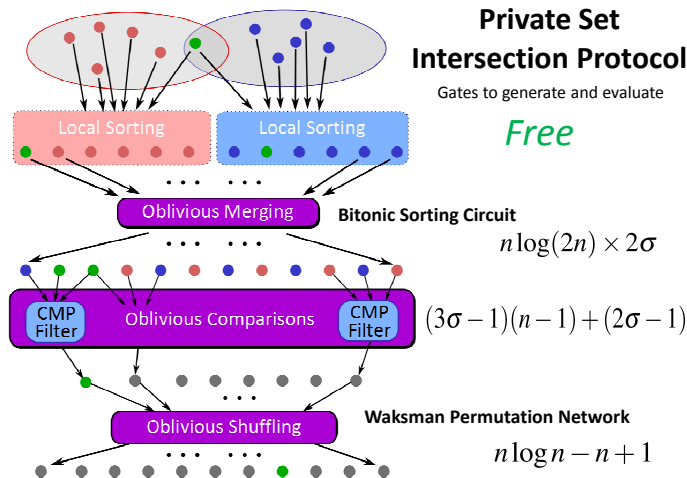 Private Set
Intersection Protocol
Gates to generate and evaluate
Local Sorting
Local Sorting
Free
Oblivious Merging
Bitonic Sorting Circuit
n log(2n) × 2σ
CMP
Filter
Oblivious Comparisons
CMP
Filter
(3σ − 1)(n − 1) + (2σ − 1)
Oblivious Shuffling
Waksman Permutation Network
n log n − n + 1